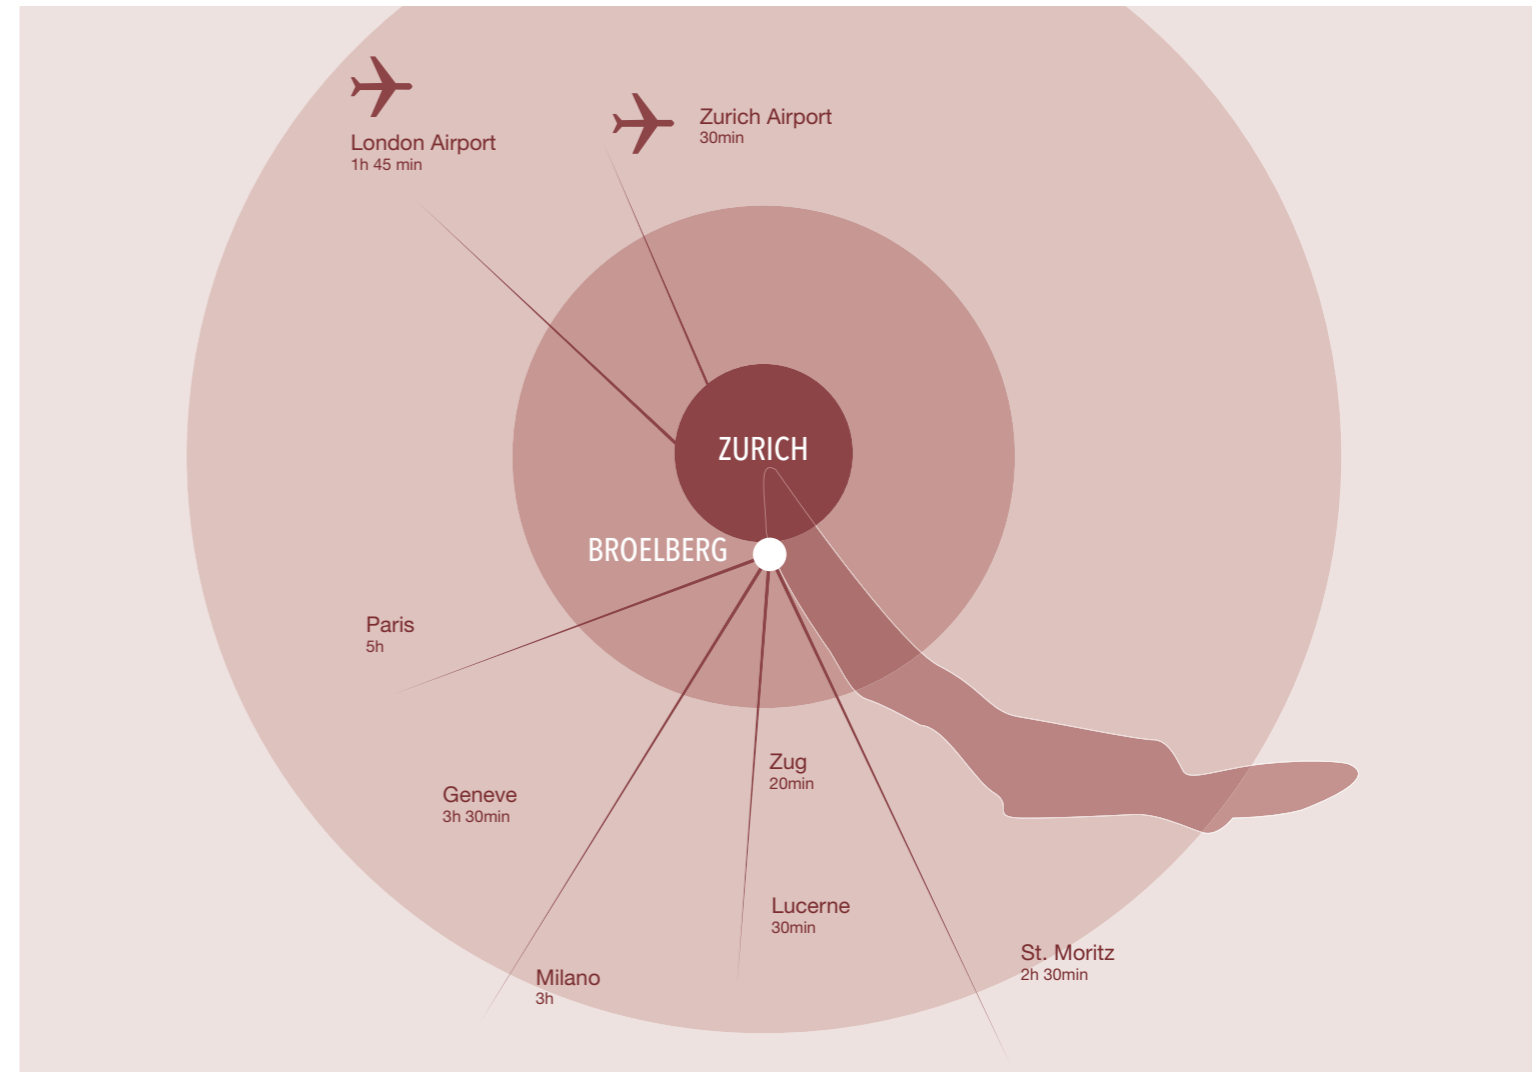 London Airport
1h 45 min
Zurich Airport
30min
ZURICH
BROELBERG
Paris
5h
Geneve
3h 30min
Zug
20min
Lucerne
30min
Milano
3h
St. Moritz
2h 30min